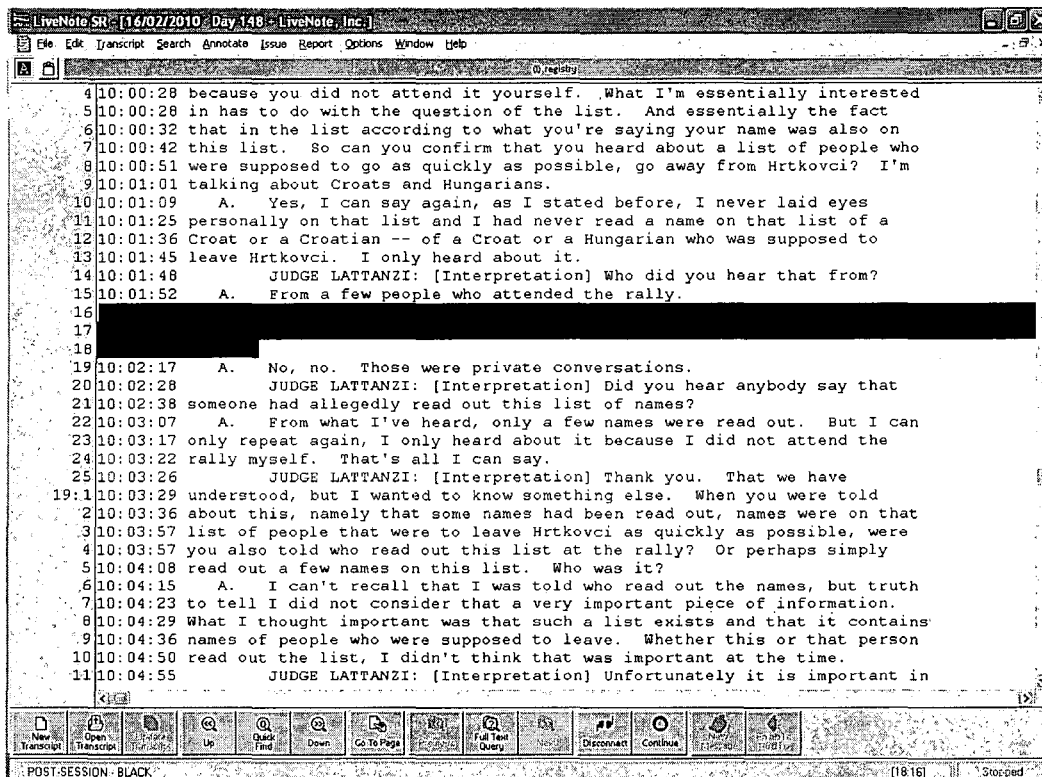 LiveNote SR - [16/02/2010 Day 148 - LiveNote, Inc.]
File Edit Transcript Search Annotate Issue Report Options Window Help
(I) registry
4 10:00:28 because you did not attend it yourself. What I'm essentially interested
5 10:00:28 in has to do with the question of the list. And essentially the fact
6 10:00:32 that in the list according to what you're saying your name was also on
7 10:00:42 this list. So can you confirm that you heard about a list of people who
8 10:00:51 were supposed to go as quickly as possible, go away from Hrtkovci? I'm
9 10:01:01 talking about Croats and Hungarians.
10 10:01:09 A. Yes, I can say again, as I stated before, I never laid eyes
11 10:01:25 personally on that list and I had never read a name on that list of a
12 10:01:36 Croat or a Croatian -- of a Croat or a Hungarian who was supposed to
13 10:01:45 leave Hrtkovci. I only heard about it.
14 10:01:48 JUDGE LATTANZI: [Interpretation] Who did you hear that from?
15 10:01:52 A. From a few people who attended the rally.
16
17
18
19 10:02:17 A. No, no. Those were private conversations.
20 10:02:28 JUDGE LATTANZI: [Interpretation] Did you hear anybody say that
21 10:02:38 someone had allegedly read out this list of names?
22 10:03:07 A. From what I've heard, only a few names were read out. But I can
23 10:03:17 only repeat again, I only heard about it because I did not attend the
24 10:03:22 rally myself. That's all I can say.
25 10:03:26 JUDGE LATTANZI: [Interpretation] Thank you. That we have
19:1 10:03:29 understood, but I wanted to know something else. When you were told
2 10:03:36 about this, namely that some names had been read out, names were on that
3 10:03:57 list of people that were to leave Hrtkovci as quickly as possible, were
4 10:03:57 you also told who read out this list at the rally? Or perhaps simply
5 10:04:08 read out a few names on this list. Who was it?
6 10:04:15 A. I can't recall that I was told who read out the names, but truth
7 10:04:23 to tell I did not consider that a very important piece of information.
8 10:04:29 What I thought important was that such a list exists and that it contains
9 10:04:36 names of people who were supposed to leave. Whether this or that person
10 10:04:50 read out the list, I didn't think that was important at the time.
11 10:04:55 JUDGE LATTANZI: [Interpretation] Unfortunately it is important in
New Transcript Open Transcript Up Quick Find Down Go To Page Full Text Query Disconnect Continue
POST-SESSION - BLACK [18:16] Stopped